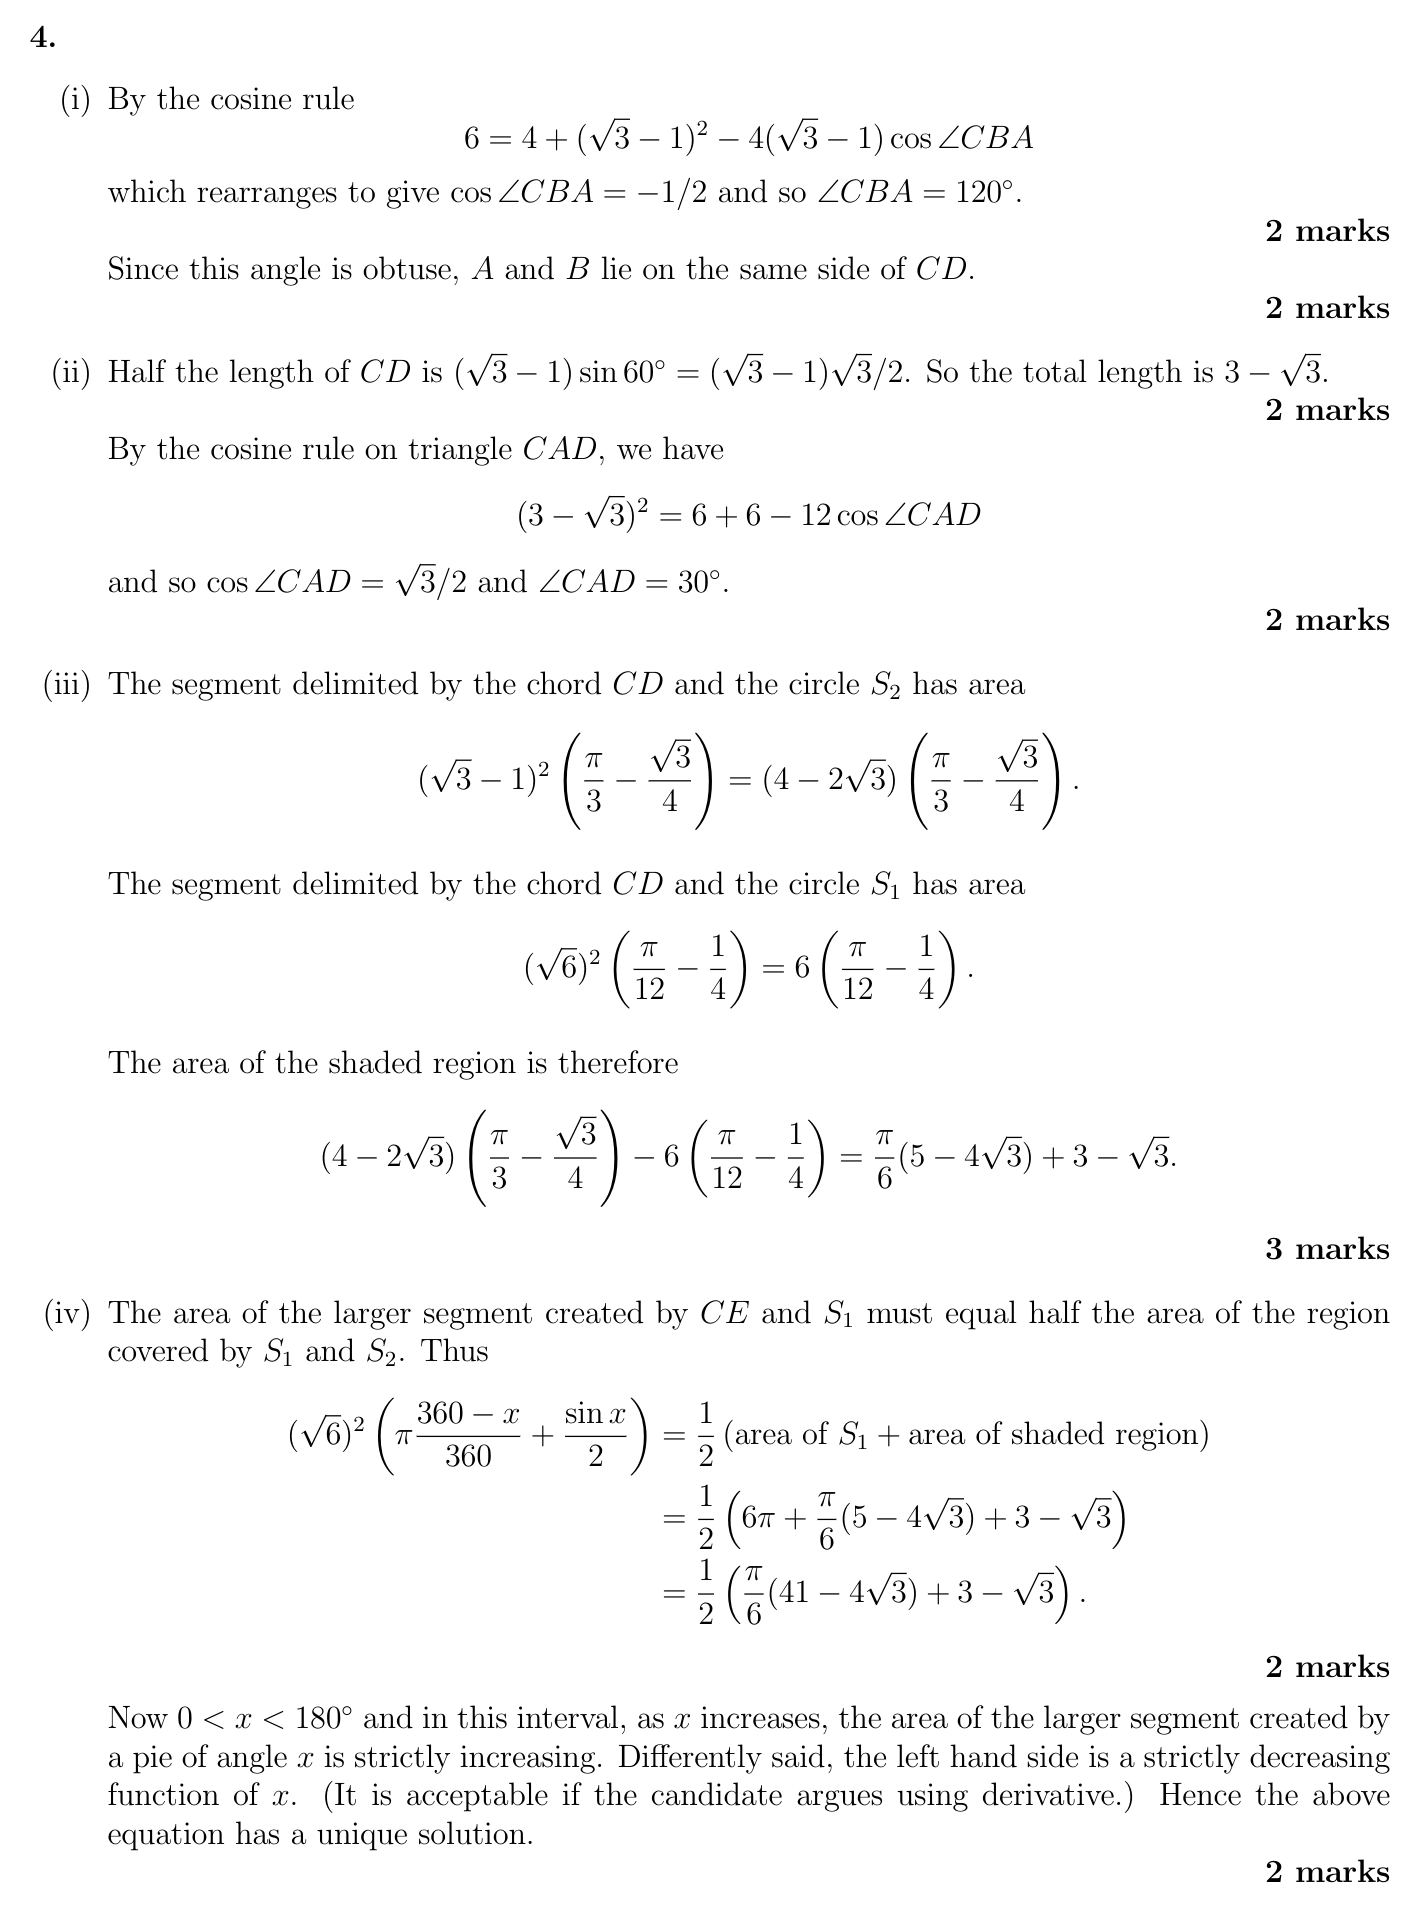 4.
(i) By the cosine rule
6 = 4 + (√3 − 1)² − 4(√3 − 1) cos ∠CBA
which rearranges to give cos ∠CBA = −1/2 and so ∠CBA = 120°.
2 marks
Since this angle is obtuse, A and B lie on the same side of CD.
2 marks
(ii) Half the length of CD is (√3 − 1) sin 60° = (√3 − 1)√3/2. So the total length is 3 − √3.
2 marks
By the cosine rule on triangle CAD, we have
(3 − √3)² = 6 + 6 − 12 cos ∠CAD
and so cos ∠CAD = √3/2 and ∠CAD = 30°.
2 marks
(iii) The segment delimited by the chord CD and the circle S₂ has area
(√3 − 1)² (π/3 − √3/4) = (4 − 2√3) (π/3 − √3/4).
The segment delimited by the chord CD and the circle S₁ has area
(√6)² (π/12 − 1/4) = 6 (π/12 − 1/4).
The area of the shaded region is therefore
(4 − 2√3) (π/3 − √3/4) − 6 (π/12 − 1/4) = π/6 (5 − 4√3) + 3 − √3.
3 marks
(iv) The area of the larger segment created by CE and S₁ must equal half the area of the region
covered by S₁ and S₂. Thus
(√6)² (π (360 − x)/360 + sin x/2) = 1/2 (area of S₁ + area of shaded region)
= 1/2 (6π + π/6 (5 − 4√3) + 3 − √3)
= 1/2 (π/6 (41 − 4√3) + 3 − √3).
2 marks
Now 0 < x < 180° and in this interval, as x increases, the area of the larger segment created by
a pie of angle x is strictly increasing. Differently said, the left hand side is a strictly decreasing
function of x. (It is acceptable if the candidate argues using derivative.) Hence the above
equation has a unique solution.
2 marks